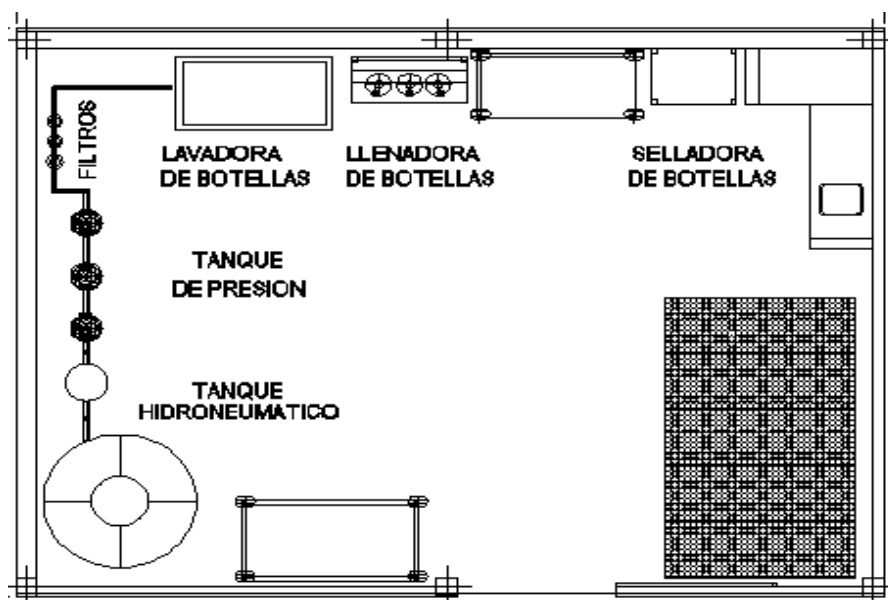 FILTROS
LAVADORA
DE BOTELLAS
LLENADORA
DE BOTELLAS
SELLADORA
DE BOTELLAS
TANQUE
DE PRESION
TANQUE
HIDRONEUMATICO